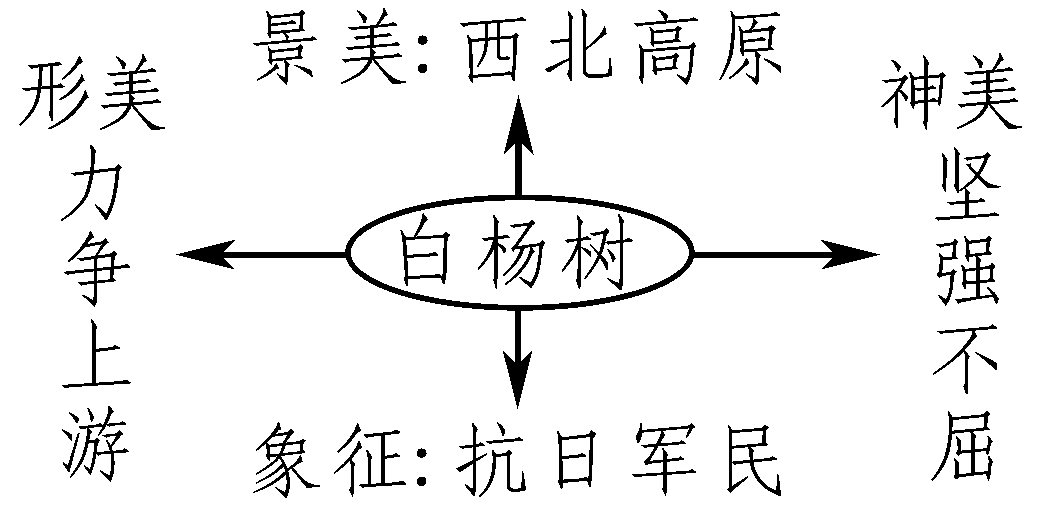 景美:西北高原
形美
力争上游
白杨树
神美
坚强不屈
象征:抗日军民